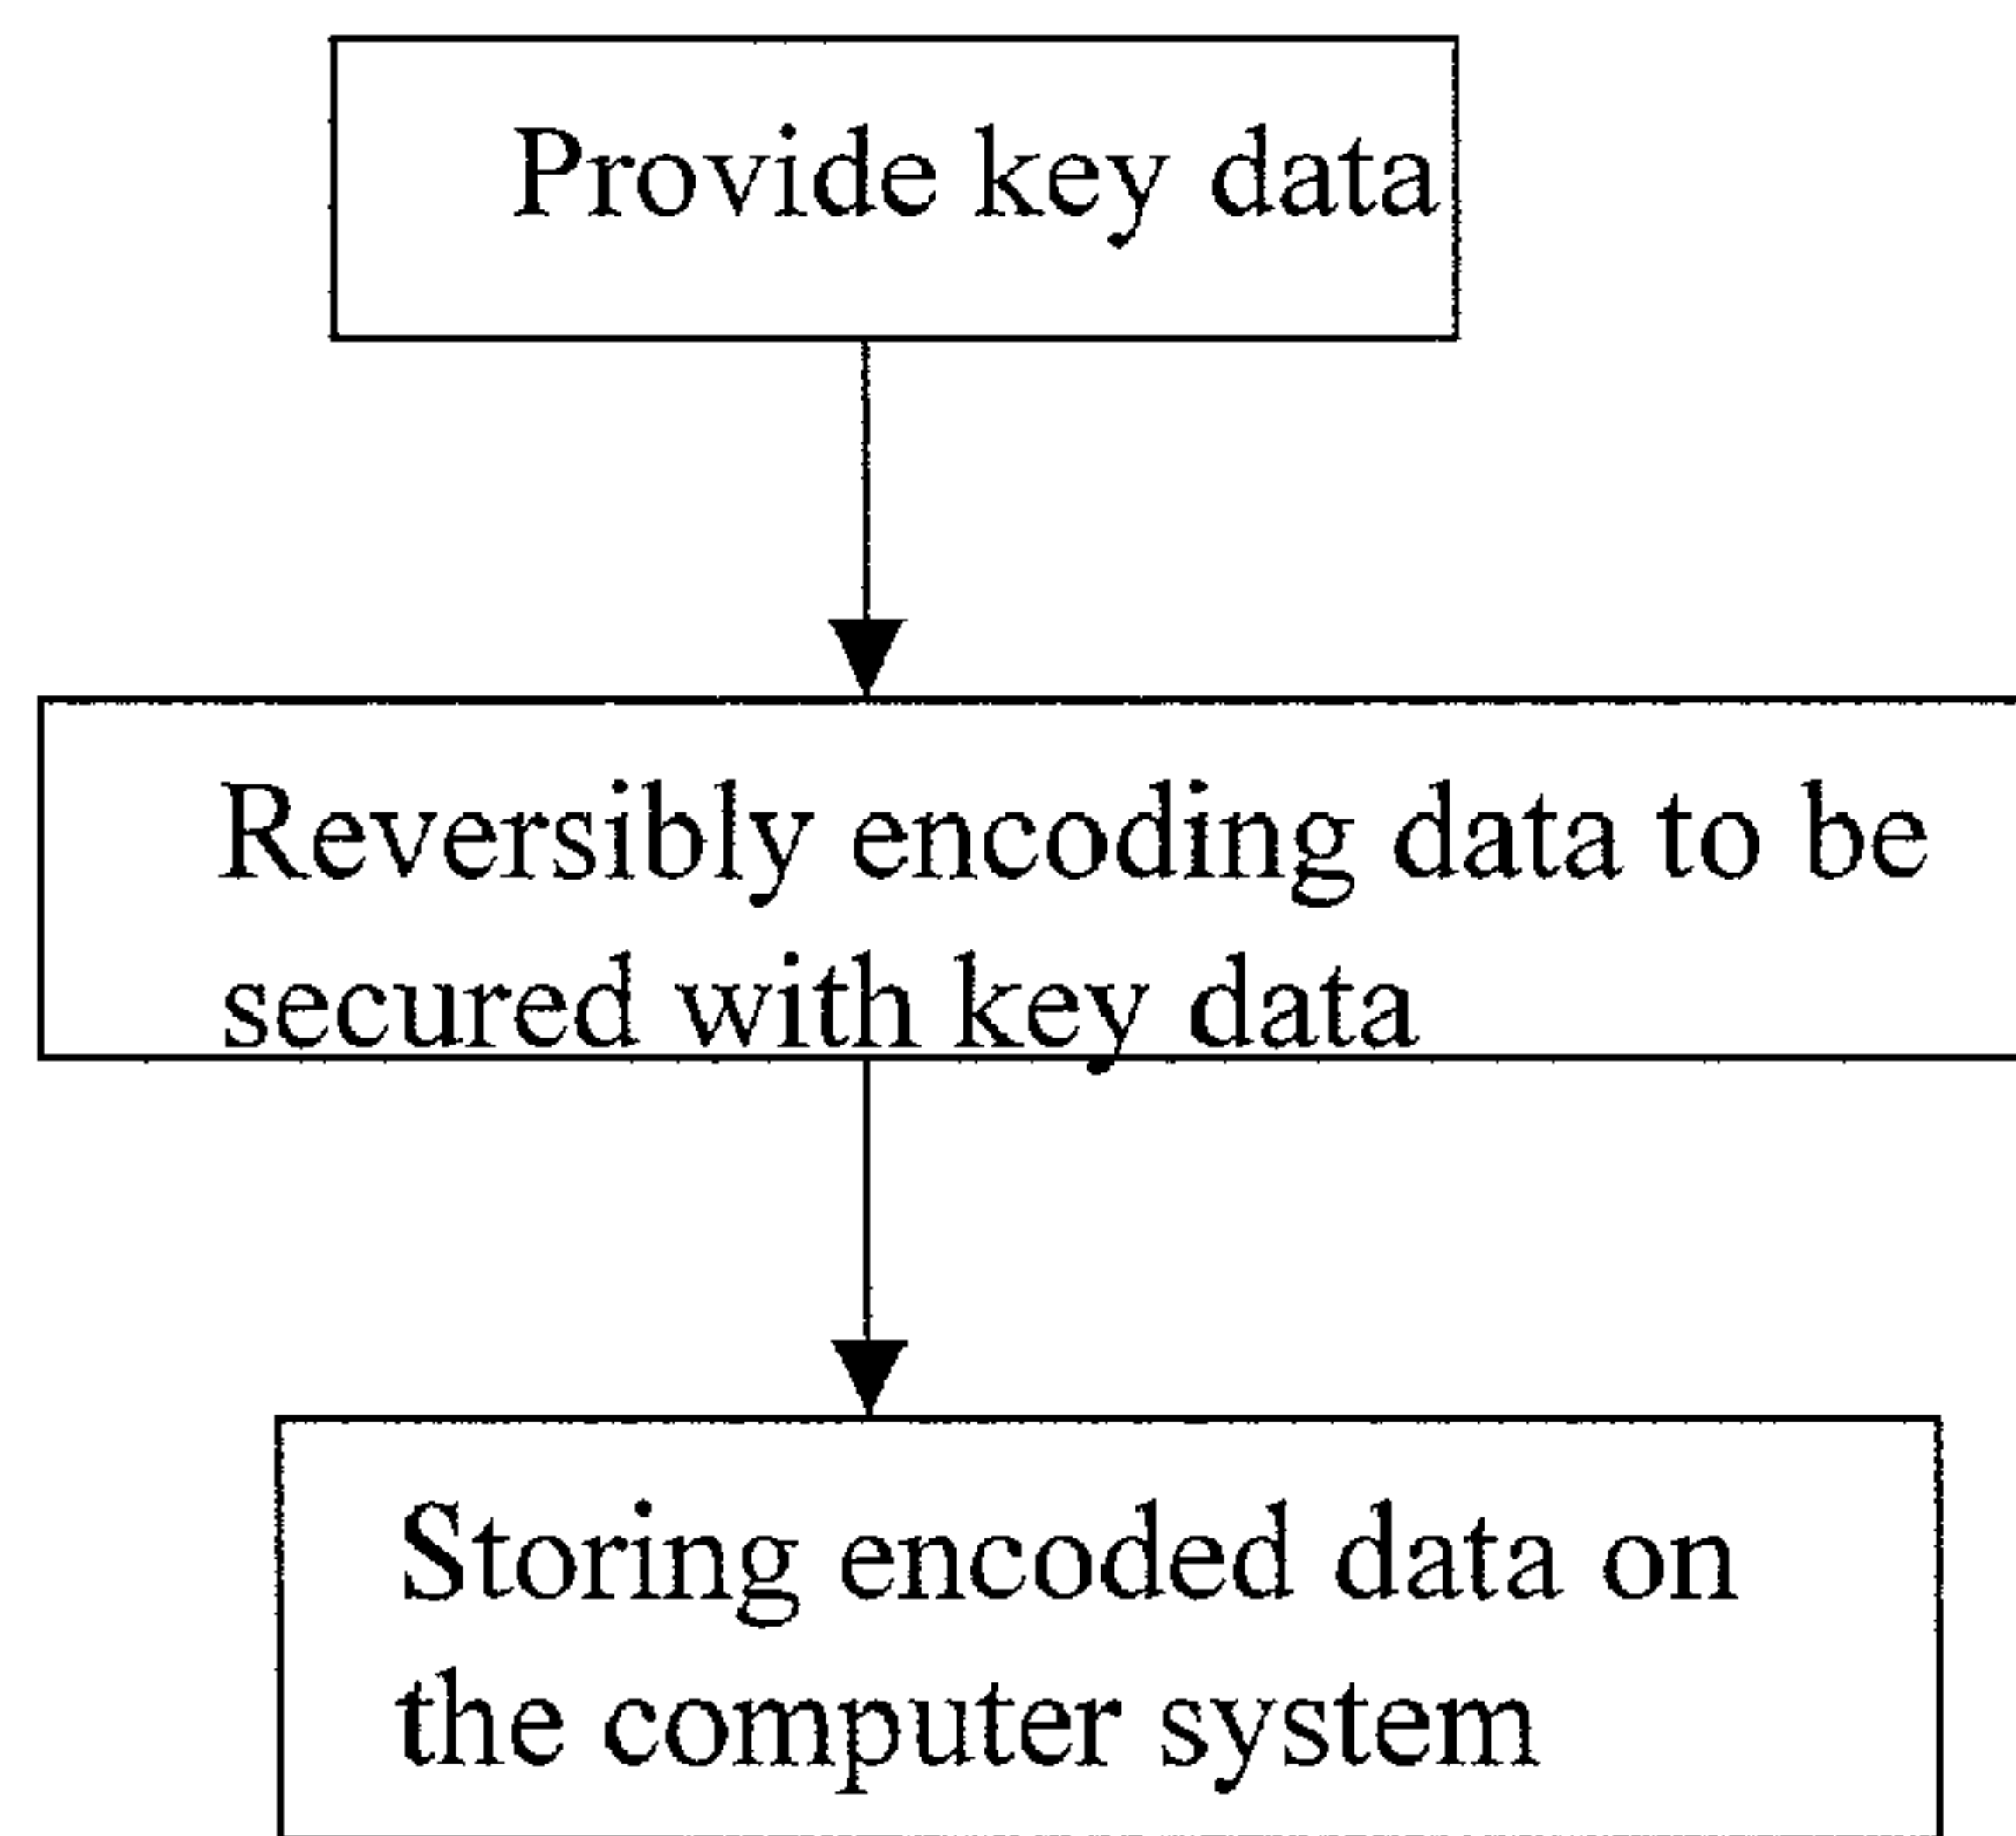 Provide key data
Reversibly encoding data to be
secured with key data
Storing encoded data on
the computer system